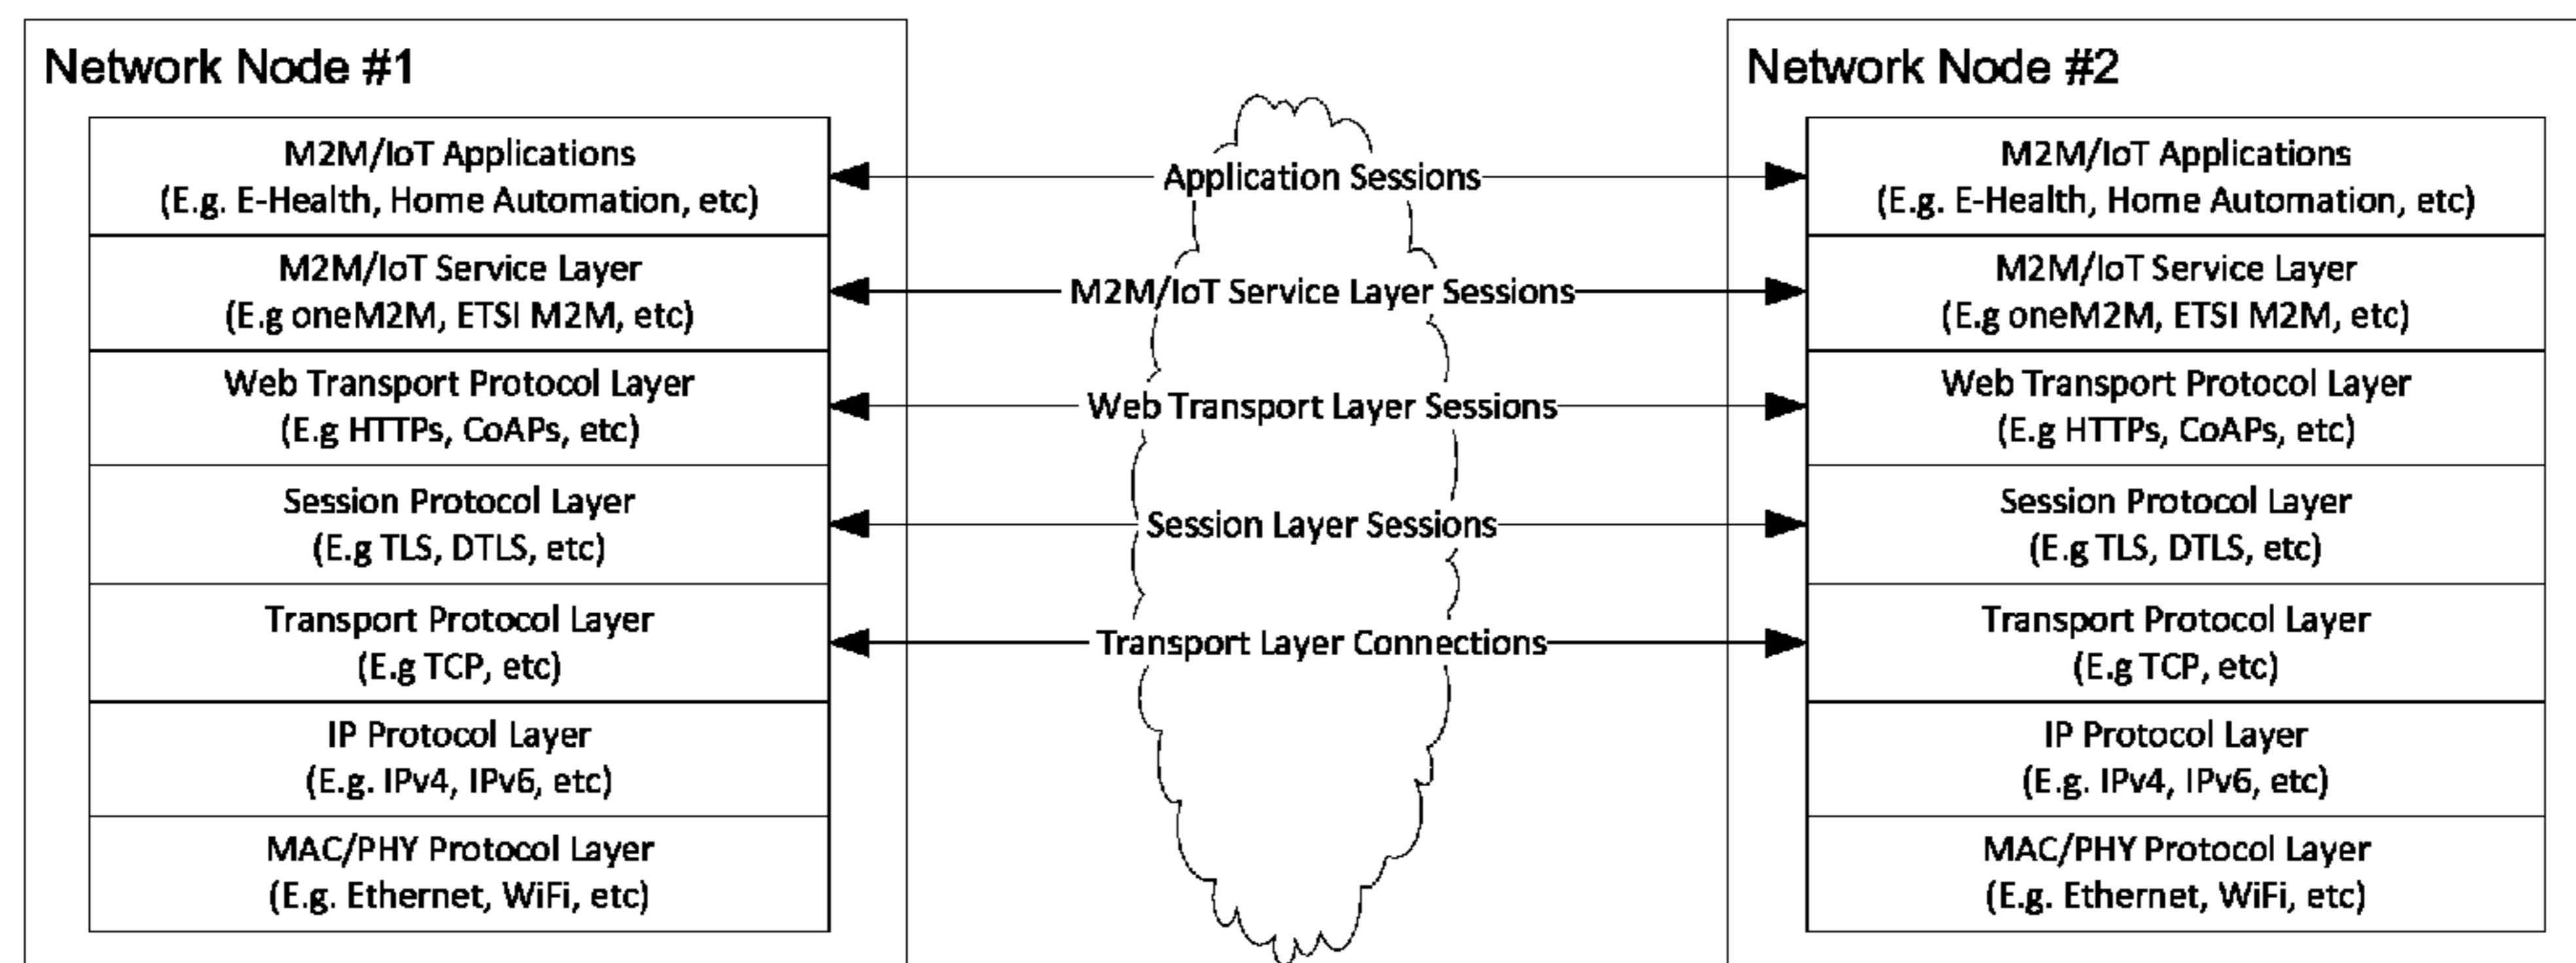 Network Node #1
M2M/IoT Applications
(E.g. E-Health, Home Automation, etc)
M2M/IoT Service Layer
(E.g oneM2M, ETSI M2M, etc)
Web Transport Protocol Layer
(E.g HTTPs, CoAPs, etc)
Session Protocol Layer
(E.g TLS, DTLS, etc)
Transport Protocol Layer
(E.g TCP, etc)
IP Protocol Layer
(E.g. IPv4, IPv6, etc)
MAC/PHY Protocol Layer
(E.g. Ethernet, WiFi, etc)
Application Sessions
M2M/IoT Service Layer Sessions
Web Transport Layer Sessions
Session Layer Sessions
Transport Layer Connections
Network Node #2
M2M/IoT Applications
(E.g. E-Health, Home Automation, etc)
M2M/IoT Service Layer
(E.g oneM2M, ETSI M2M, etc)
Web Transport Protocol Layer
(E.g HTTPs, CoAPs, etc)
Session Protocol Layer
(E.g TLS, DTLS, etc)
Transport Protocol Layer
(E.g TCP, etc)
IP Protocol Layer
(E.g. IPv4, IPv6, etc)
MAC/PHY Protocol Layer
(E.g. Ethernet, WiFi, etc)